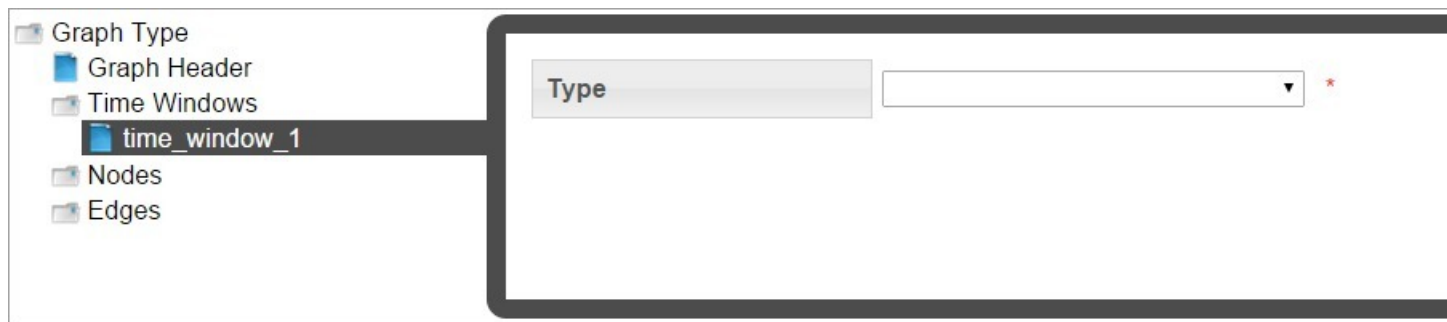 Graph Type
Graph Header
Time Windows
time_window_1
Nodes
Edges
Type
*